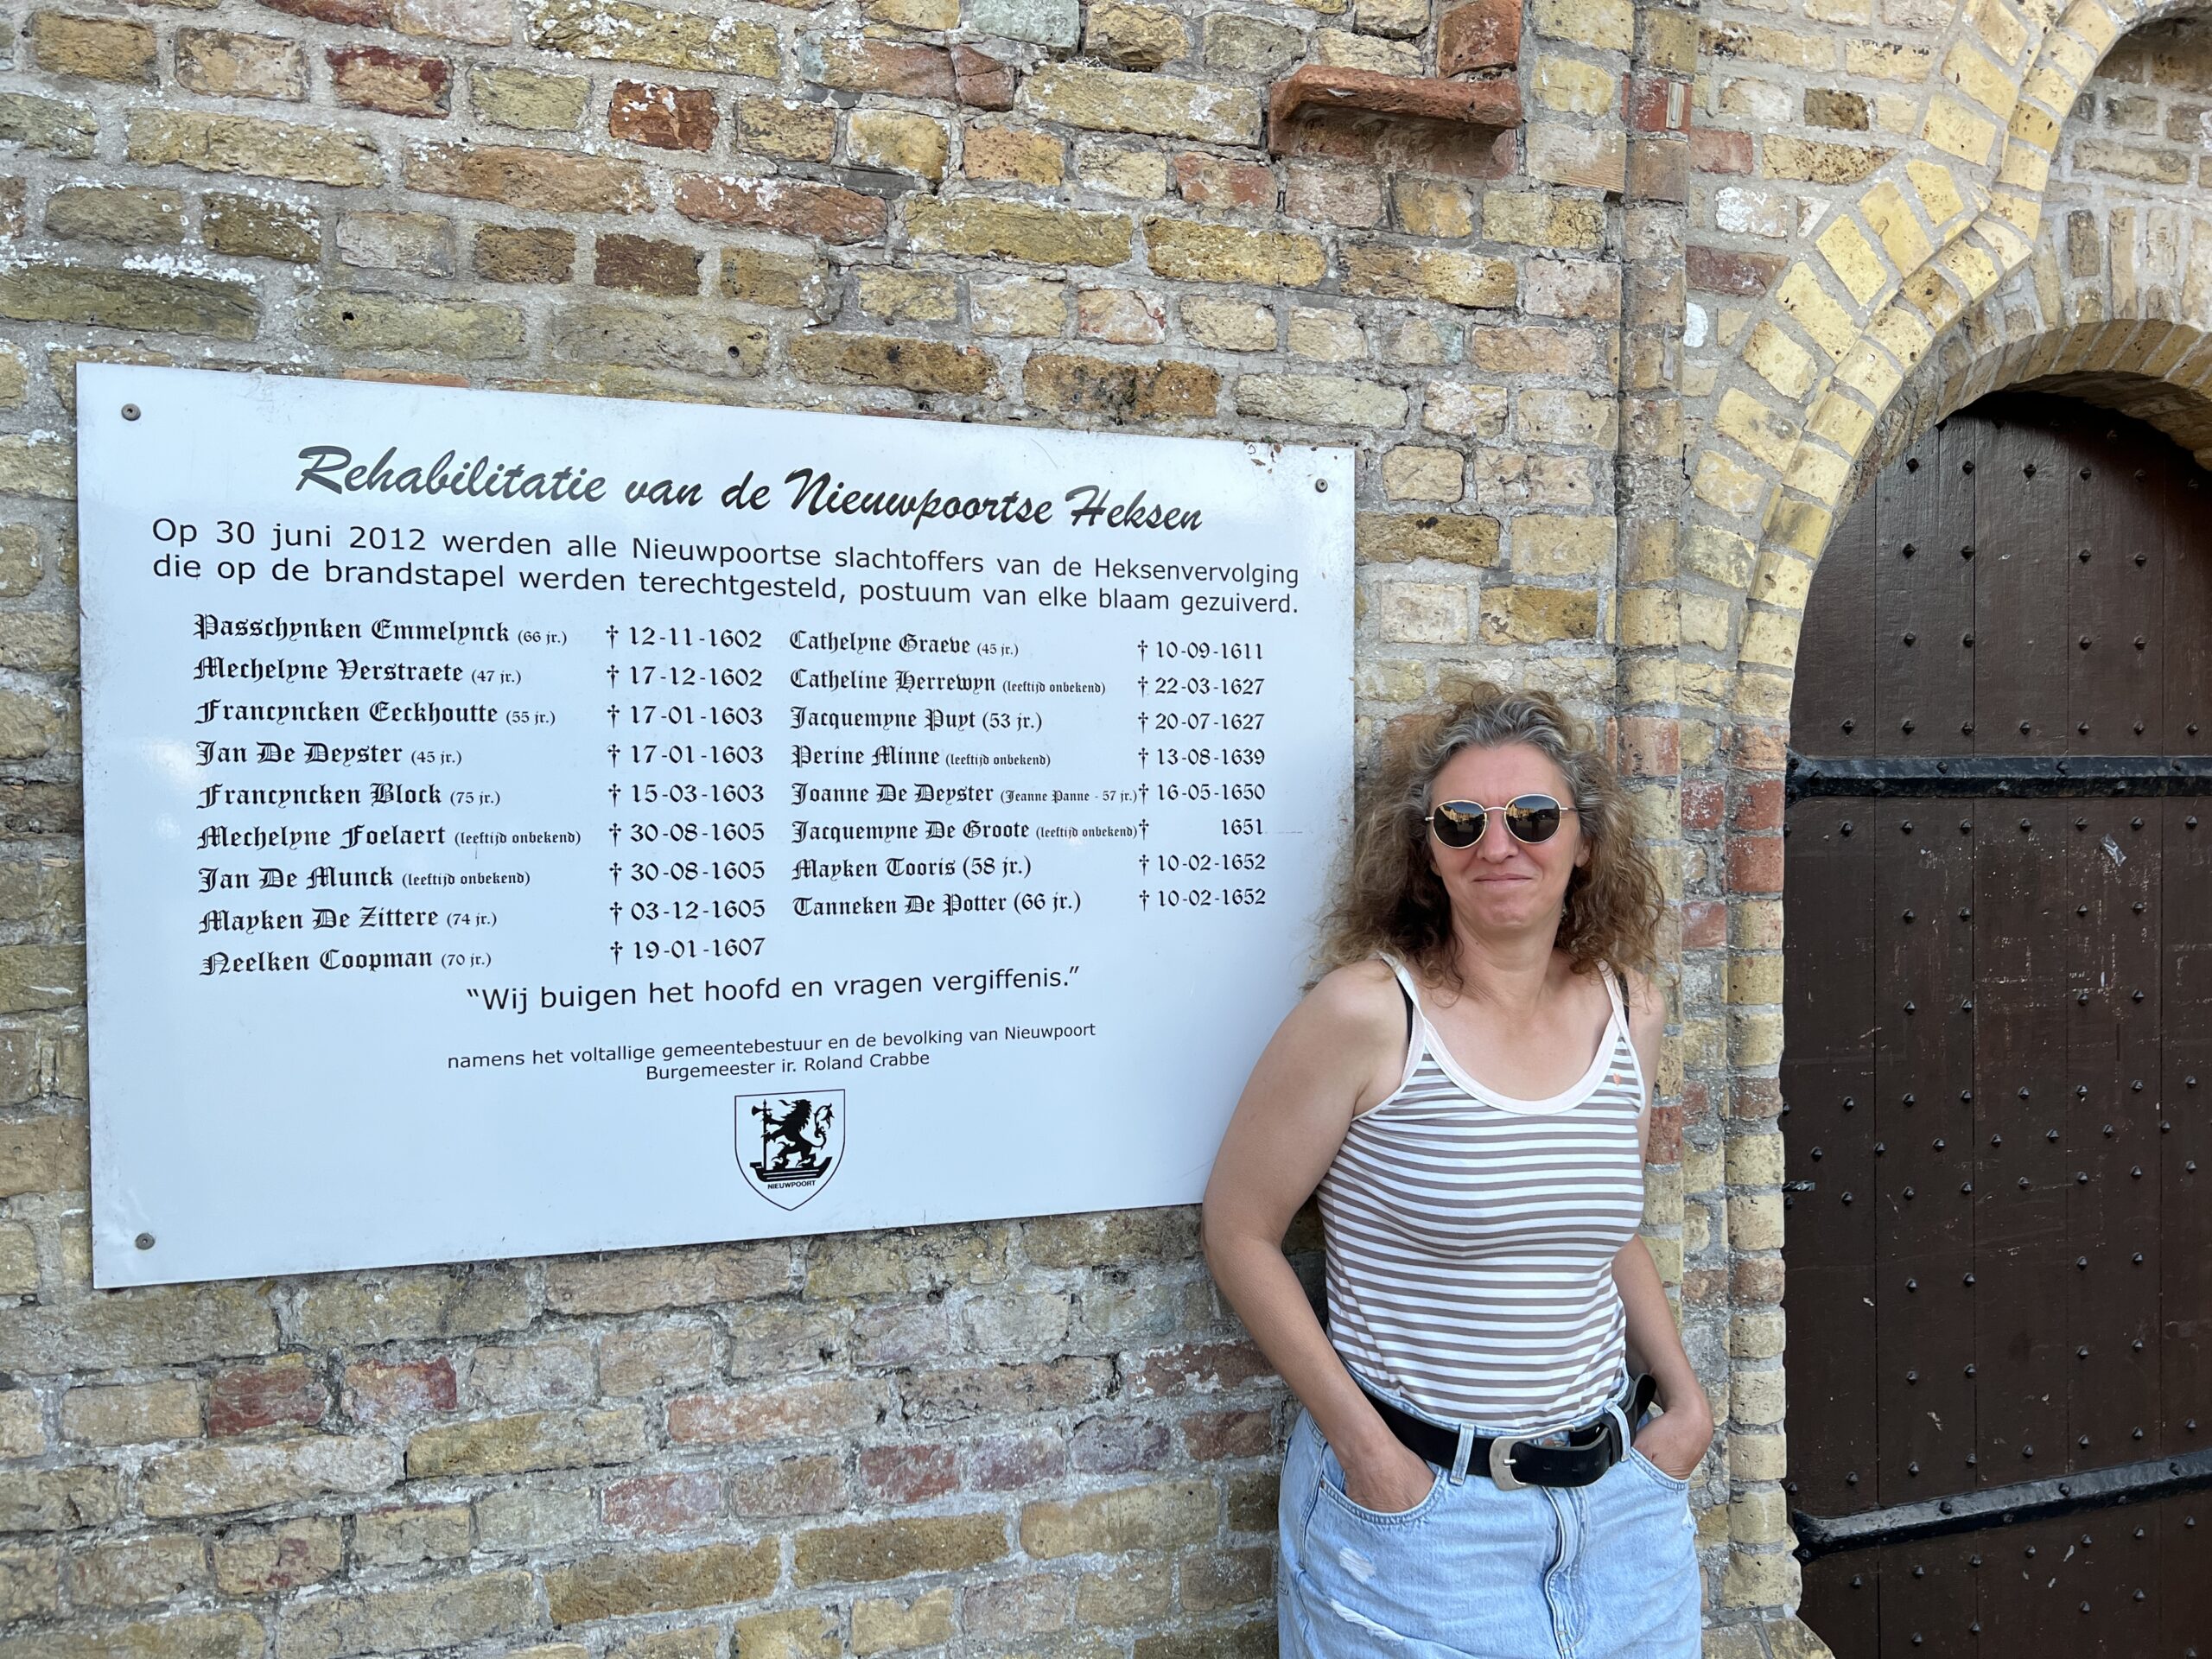 Rehabilitatie van de Nieuwpoortse Heksen
Op 30 juni 2012 werden alle Nieuwpoortse slachtoffers van de Heksenvervolging
die op de brandstapel werden terechtgesteld, postuum van elke blaam gezuiverd.
Passchynken Emmelynck (66 jr.) † 12-11-1602
Mechelyne Verstraete (47 jr.) † 17-12-1602
Francyncken Eeckhoutte (55 jr.) † 17-01-1603
Jan De Deyster (45 jr.) † 17-01-1603
Francyncken Block (75 jr.) † 15-03-1603
Mechelyne Foelaert (leeftijd onbekend) † 30-08-1605
Jan De Munck (leeftijd onbekend) † 30-08-1605
Mayken De Zittere (74 jr.) † 03-12-1605
Neelken Coopman (70 jr.) † 19-01-1607
Cathelyne Graeve (45 jr.) † 10-09-1611
Catheline Herrewyn (leeftijd onbekend) † 22-03-1627
Jacquemyne Puyt (53 jr.) † 20-07-1627
Perine Minne (leeftijd onbekend) † 13-08-1639
Joanne De Deyster (Jeanne Panne - 57 jr.) † 16-05-1650
Jacquemyne De Groote (leeftijd onbekend) † 1651
Mayken Tooris (58 jr.) † 10-02-1652
Tanneken De Potter (66 jr.) † 10-02-1652
“Wij buigen het hoofd en vragen vergiffenis.”
namens het voltallige gemeentebestuur en de bevolking van Nieuwpoort
Burgemeester ir. Roland Crabbe
NIEUWPOORT